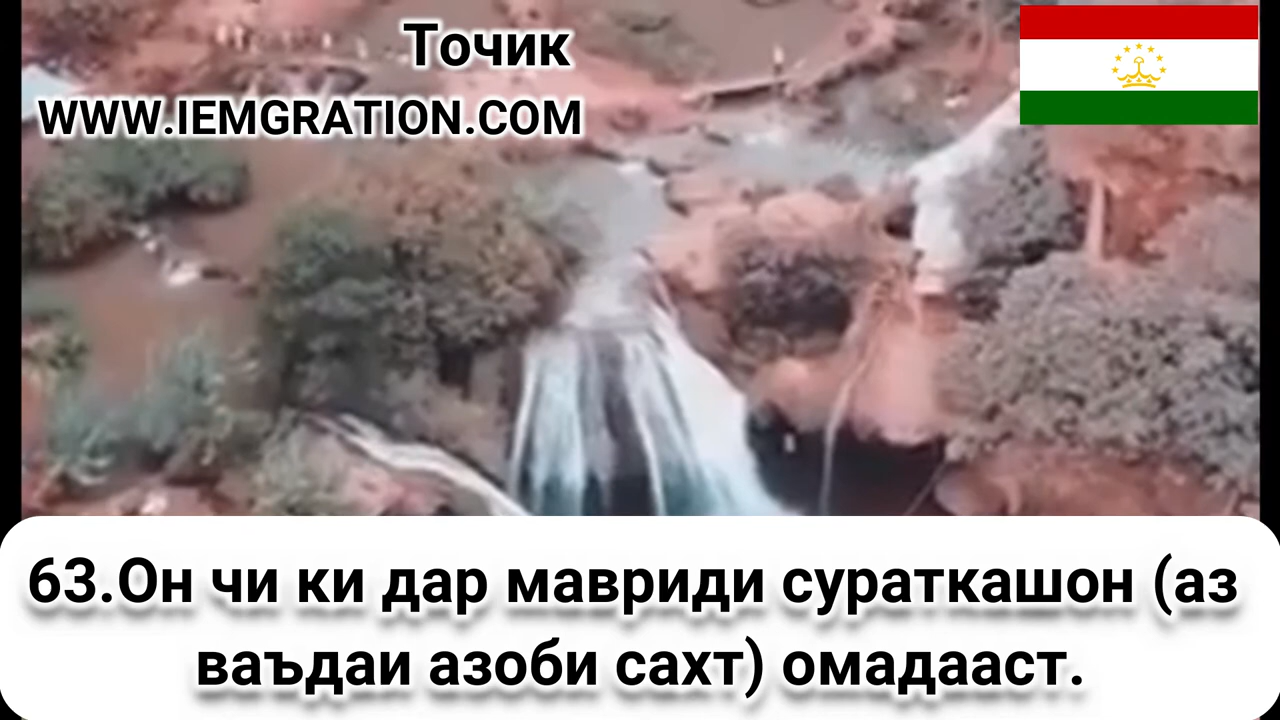 Точик
WWW.IEMGRATION.COM
63.Он чи ки дар мавриди сураткашон (аз
ваъдаи азоби сахт) омадааст.